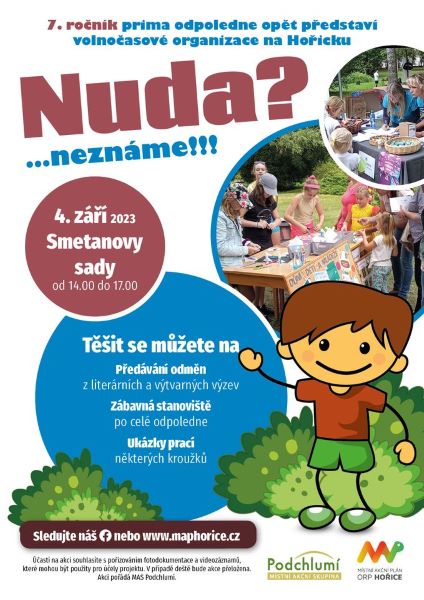 7. ročník prima odpoledne opět představí
volnočasové organizace na Hořicku
Nuda?
...neznáme!!!
4. září 2023
Smetanovy
sady
od 14.00 do 17.00
Těšit se můžete na
Předávání odměn
z literárních a výtvarných výzev
Zábavná stanoviště
po celé odpoledne
Ukázky prací
některých kroužků
Sledujte náš nebo www.maphorice.cz
Účastí na akci souhlasíte s pořizováním fotodokumentace a videozáznamů,
které mohou být použity pro účely projektu. V případě deště bude akce přeložena.
Akci pořádá MAS Podchlumí.
Podchlumí
MÍSTNÍ AKČNÍ SKUPINA
MAP
MÍSTNÍ AKČNÍ PLÁN
ORP HOŘICE
DŮM DĚTÍ A MLÁDEŽE